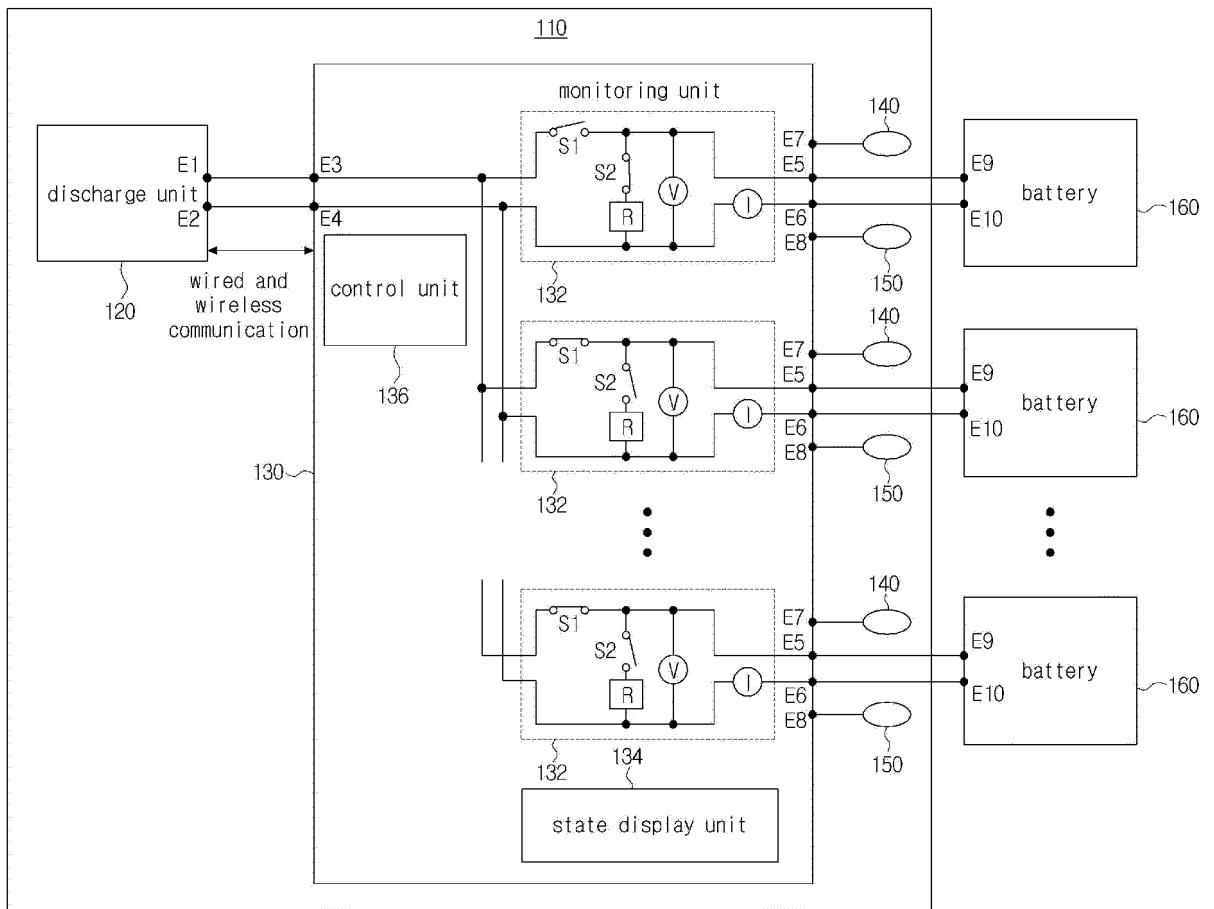 110
monitoring unit
discharge unit
E1
E2
E3
E4
wired and
wireless
communication
120
control unit
136
130
S1
S2
R
V
I
132
E7
E5
E6
E8
140
150
E9
E10
battery
160
S1
S2
R
V
I
132
E7
E5
E6
E8
140
150
E9
E10
battery
160
S1
S2
R
V
I
132
E7
E5
E6
E8
140
150
E9
E10
battery
160
134
state display unit